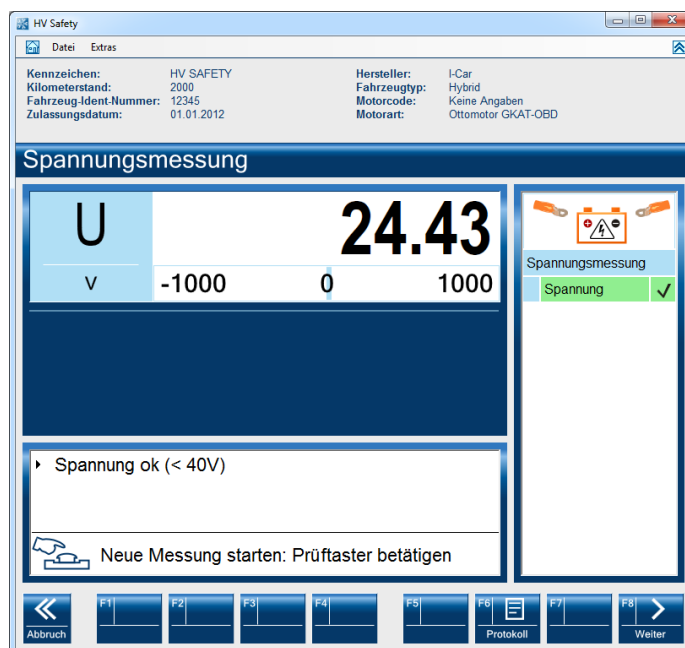 HV Safety
Datei Extras
Kennzeichen: HV SAFETY Hersteller: I-Car
Kilometerstand: 2000 Fahrzeugtyp: Hybrid
Fahrzeug-Ident-Nummer: 12345 Motorcode: Keine Angaben
Zulassungsdatum: 01.01.2012 Motorart: Ottomotor GKAT-OBD
Spannungsmessung
U 24.43
V -1000 0 1000
Spannungsmessung
Spannung
Spannung ok (< 40V)
Neue Messung starten: Prüftaster betätigen
F1 F2 F3 F4 F5 F6 F7 F8
Abbruch Protokoll Weiter